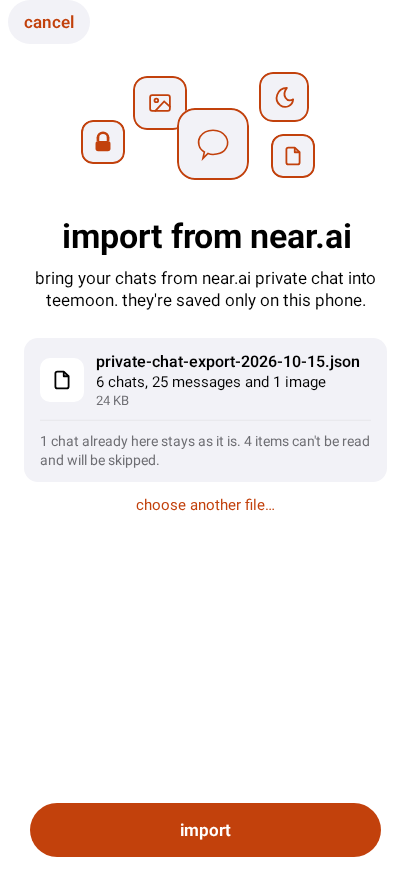 cancel
import from near.ai
bring your chats from near.ai private chat into
teemoon. they're saved only on this phone.
private-chat-export-2026-10-15.json
6 chats, 25 messages and 1 image
24 KB
1 chat already here stays as it is. 4 items can't be read
and will be skipped.
choose another file…
import